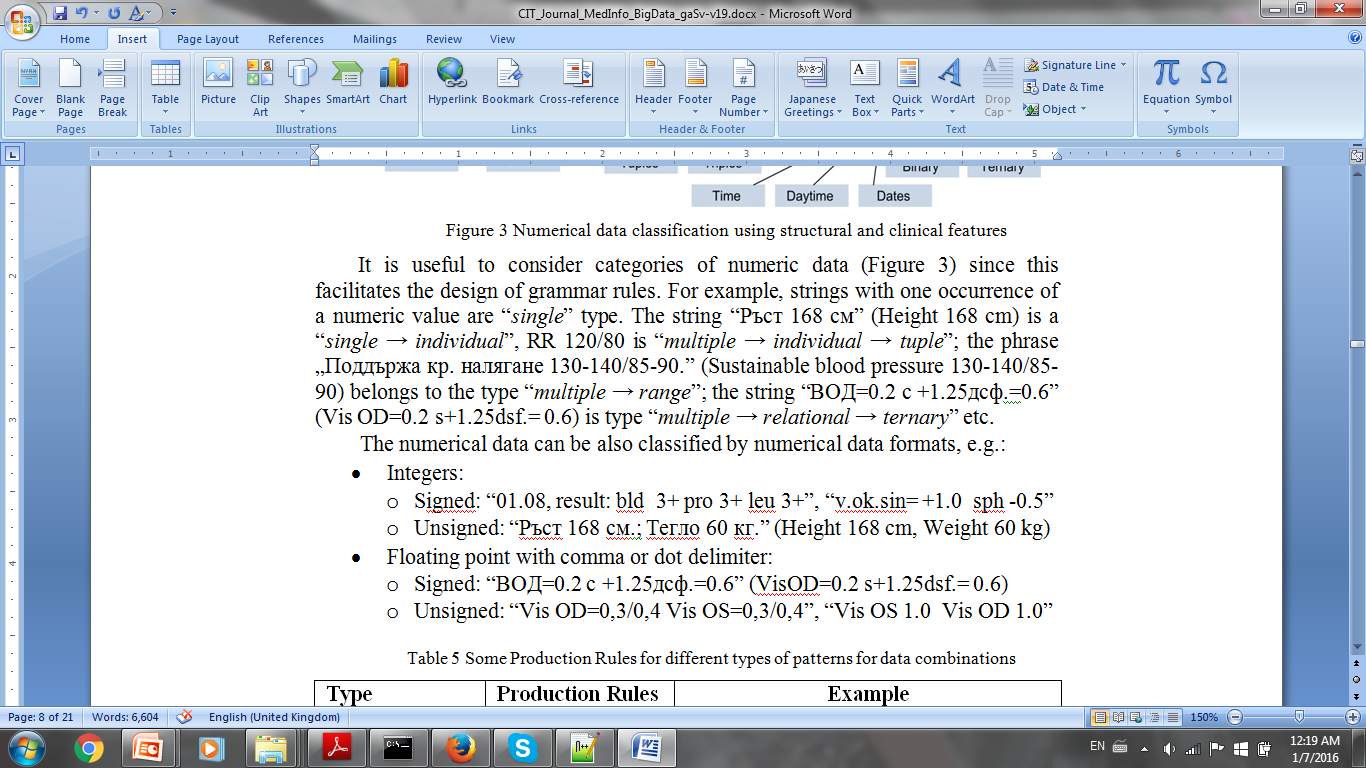 CIT_Journal_MedInfo_BigData_gaSv-v19.docx - Microsoft Word
Home Insert Page Layout References Mailings Review View
Cover Page Blank Page Page Break Table Picture Clip Art Shapes SmartArt Chart Hyperlink Bookmark Cross-reference Header Footer Page Number Japanese Greetings Text Box Quick Parts WordArt Drop Cap Signature Line Date & Time Object Equation Symbol
Pages Tables Illustrations Links Header & Footer Text Symbols
1 1 2 3 4 5 6
Binary Ternary
Time Daytime Dates
Figure 3 Numerical data classification using structural and clinical features
It is useful to consider categories of numeric data (Figure 3) since this
facilitates the design of grammar rules. For example, strings with one occurrence of
a numeric value are “single” type. The string “Ръст 168 см” (Height 168 cm) is a
“single → individual”, RR 120/80 is “multiple → individual → tuple”; the phrase
„Поддържа кр. налягане 130-140/85-90.” (Sustainable blood pressure 130-140/85-
90) belongs to the type “multiple → range”; the string “ВОД=0.2 с +1.25дсф.=0.6”
(Vis OD=0.2 s+1.25dsf.= 0.6) is type “multiple → relational → ternary” etc.
The numerical data can be also classified by numerical data formats, e.g.:
• Integers:
o Signed: “01.08, result: bld 3+ pro 3+ leu 3+”, “v.ok.sin= +1.0 sph -0.5”
o Unsigned: “Ръст 168 см.; Тегло 60 кг.” (Height 168 cm, Weight 60 kg)
• Floating point with comma or dot delimiter:
o Signed: “ВОД=0.2 с +1.25дсф.=0.6” (VisOD=0.2 s+1.25dsf.= 0.6)
o Unsigned: “Vis OD=0,3/0,4 Vis OS=0,3/0,4”, “Vis OS 1.0 Vis OD 1.0”
Table 5 Some Production Rules for different types of patterns for data combinations
Type Production Rules Example
Page: 8 of 21 Words: 6,604 English (United Kingdom) 150%
EN 12:19 AM
1/7/2016